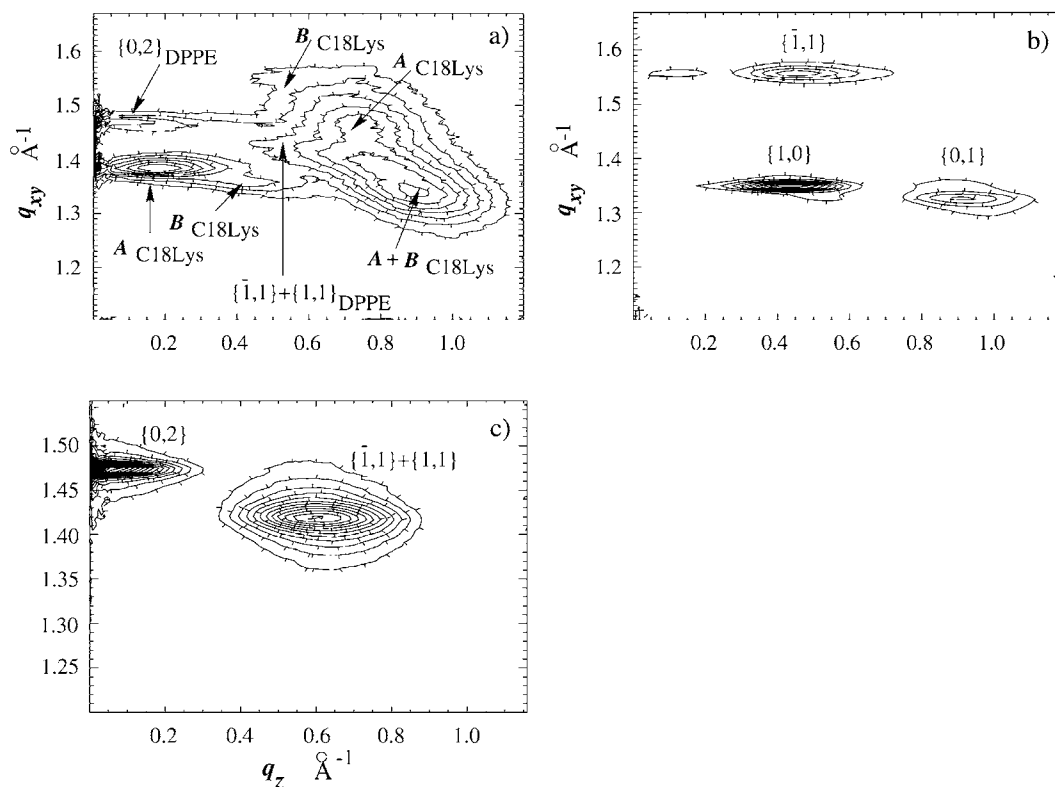 a)
{0,2} DPPE
B C18Lys
A C18Lys
1.6
1.5
1.4
1.3
1.2
q_xy Å⁻¹
A C18Lys
B C18Lys
{1̄,1}+{1,1} DPPE
A + B C18Lys
0.2 0.4 0.6 0.8 1.0
b)
{1̄,1}
{1,0}
{0,1}
1.6
1.5
1.4
1.3
1.2
q_xy Å⁻¹
0.2 0.4 0.6 0.8 1.0
c)
{0,2}
{1̄,1}+{1,1}
1.50
1.45
1.40
1.35
1.30
1.25
0.2 0.4 0.6 0.8 1.0
q_z Å⁻¹